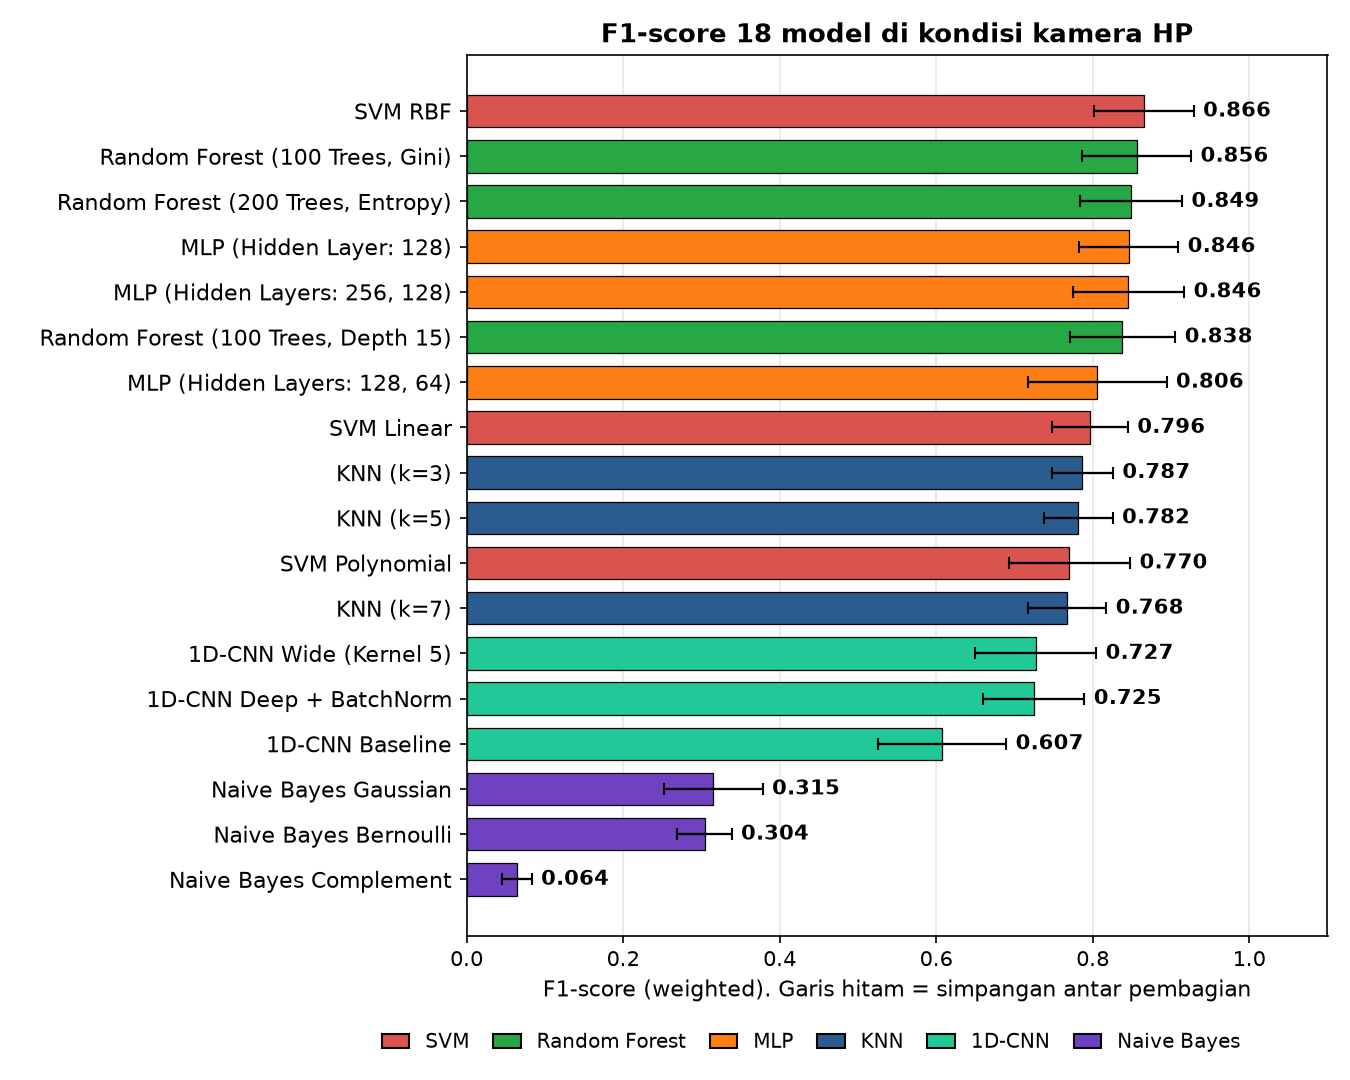 F1-score 18 model di kondisi kamera HP
SVM RBF 0.866
Random Forest (100 Trees, Gini) 0.856
Random Forest (200 Trees, Entropy) 0.849
MLP (Hidden Layer: 128) 0.846
MLP (Hidden Layers: 256, 128) 0.846
Random Forest (100 Trees, Depth 15) 0.838
MLP (Hidden Layers: 128, 64) 0.806
SVM Linear 0.796
KNN (k=3) 0.787
KNN (k=5) 0.782
SVM Polynomial 0.770
KNN (k=7) 0.768
1D-CNN Wide (Kernel 5) 0.727
1D-CNN Deep + BatchNorm 0.725
1D-CNN Baseline 0.607
Naive Bayes Gaussian 0.315
Naive Bayes Bernoulli 0.304
Naive Bayes Complement 0.064
0.0 0.2 0.4 0.6 0.8 1.0
F1-score (weighted). Garis hitam = simpangan antar pembagian
SVM Random Forest MLP KNN 1D-CNN Naive Bayes